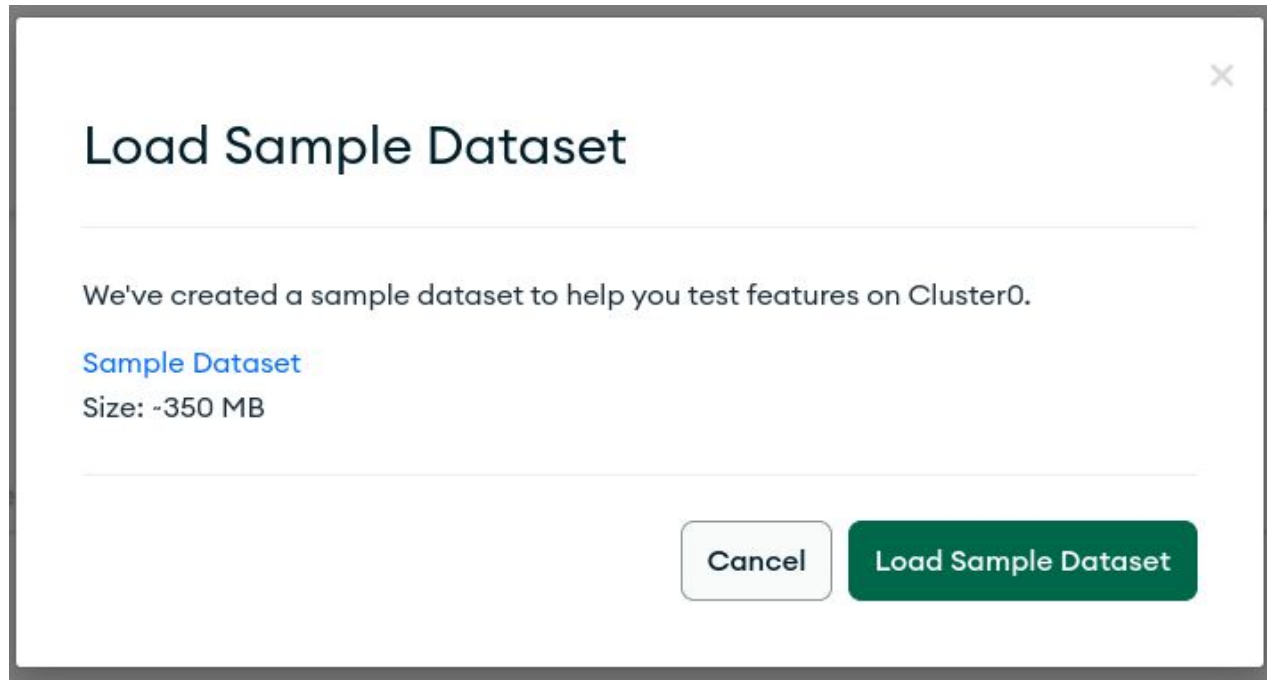 Load Sample Dataset
We've created a sample dataset to help you test features on Cluster0.
Sample Dataset
Size: ~350 MB
Cancel Load Sample Dataset